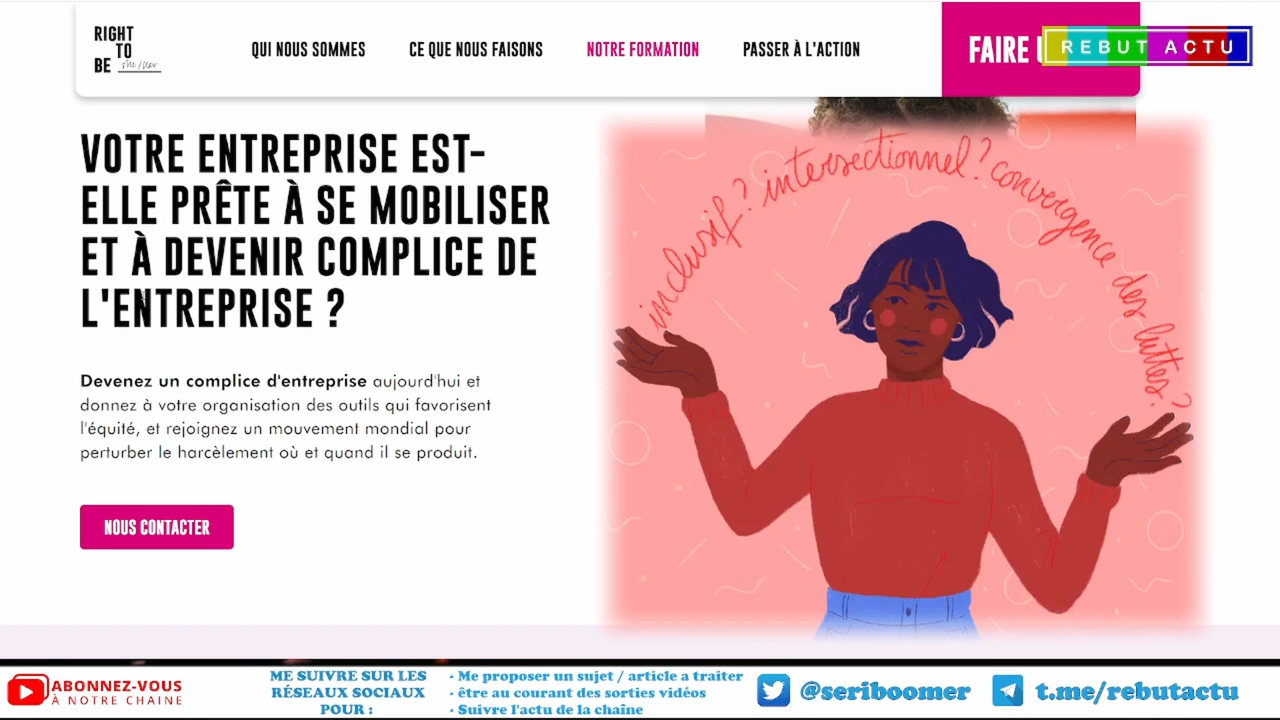 RIGHT
TO
BE
QUI NOUS SOMMES
CE QUE NOUS FAISONS
NOTRE FORMATION
PASSER À L'ACTION
FAIRE
REBUT ACTU
VOTRE ENTREPRISE EST-
ELLE PRÊTE À SE MOBILISER
ET À DEVENIR COMPLICE DE
L'ENTREPRISE ?
Devenez un complice d'entreprise aujourd'hui et
donnez à votre organisation des outils qui favorisent
l'équité, et rejoignez un mouvement mondial pour
perturber le harcèlement où et quand il se produit.
NOUS CONTACTER
inclusif? intersectionnel? convergence des luttes?
ABONNEZ-VOUS
À NOTRE CHAINE
ME SUIVRE SUR LES
RÉSEAUX SOCIAUX
POUR :
- Me proposer un sujet / article a traiter
- être au courant des sorties vidéos
- Suivre l'actu de la chaîne
@seriboomer
t.me/rebutactu